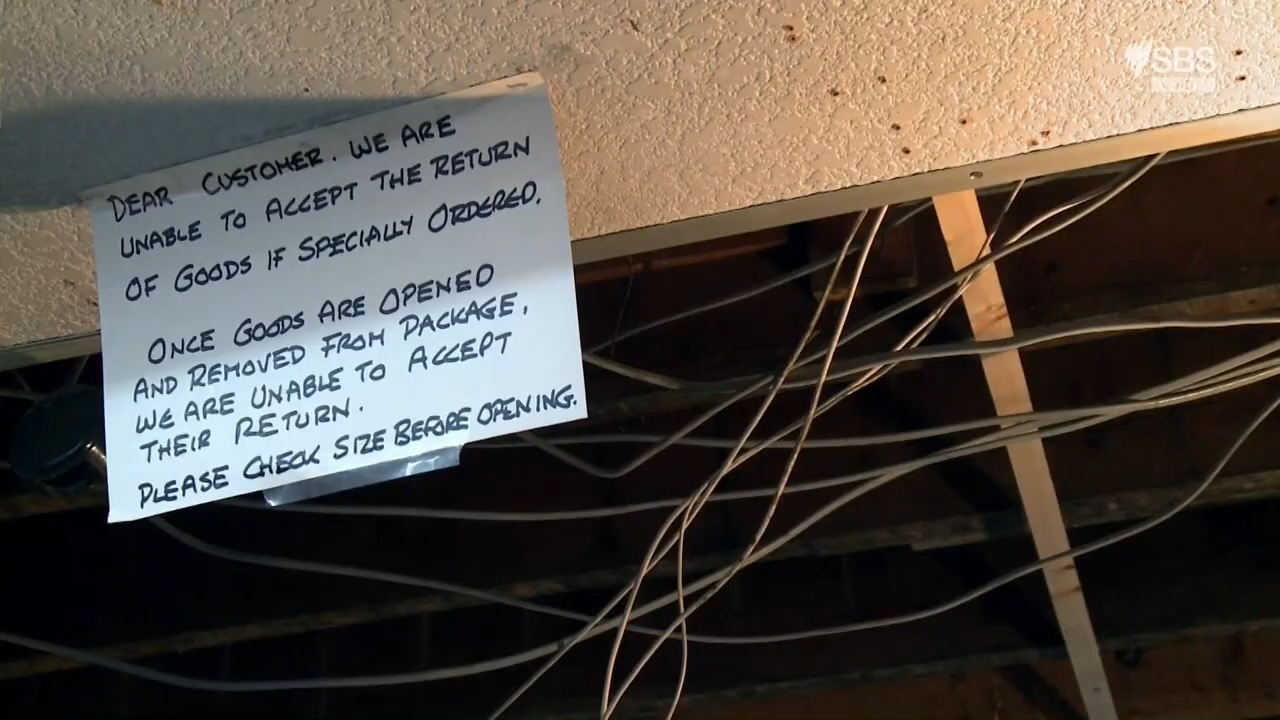 SBS
DEAR CUSTOMER. WE ARE
UNABLE TO ACCEPT THE RETURN
OF GOODS IF SPECIALLY ORDERED.
ONCE GOODS ARE OPENED
AND REMOVED FROM PACKAGE,
WE ARE UNABLE TO ACCEPT
THEIR RETURN.
PLEASE CHECK SIZE BEFORE OPENING.